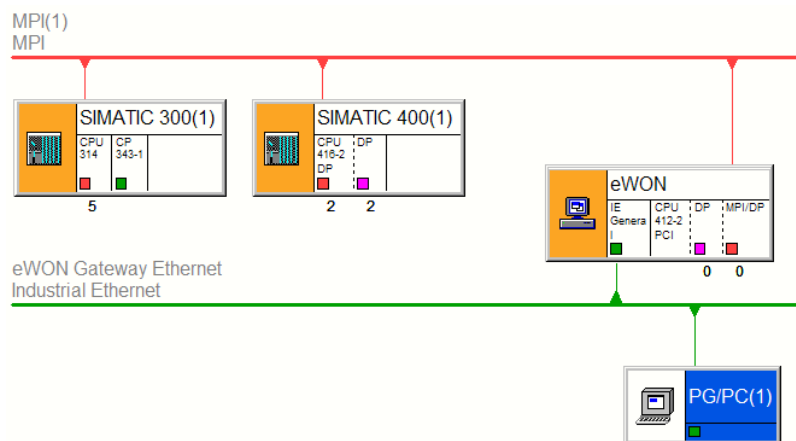 MPI(1)
MPI
SIMATIC 300(1)
CPU
314
CP
343-1
5
SIMATIC 400(1)
CPU
416-2
DP
DP
2
2
eWON
IE
Genera
l
CPU
412-2
PCI
DP
MPI/DP
0
0
eWON Gateway Ethernet
Industrial Ethernet
PG/PC(1)